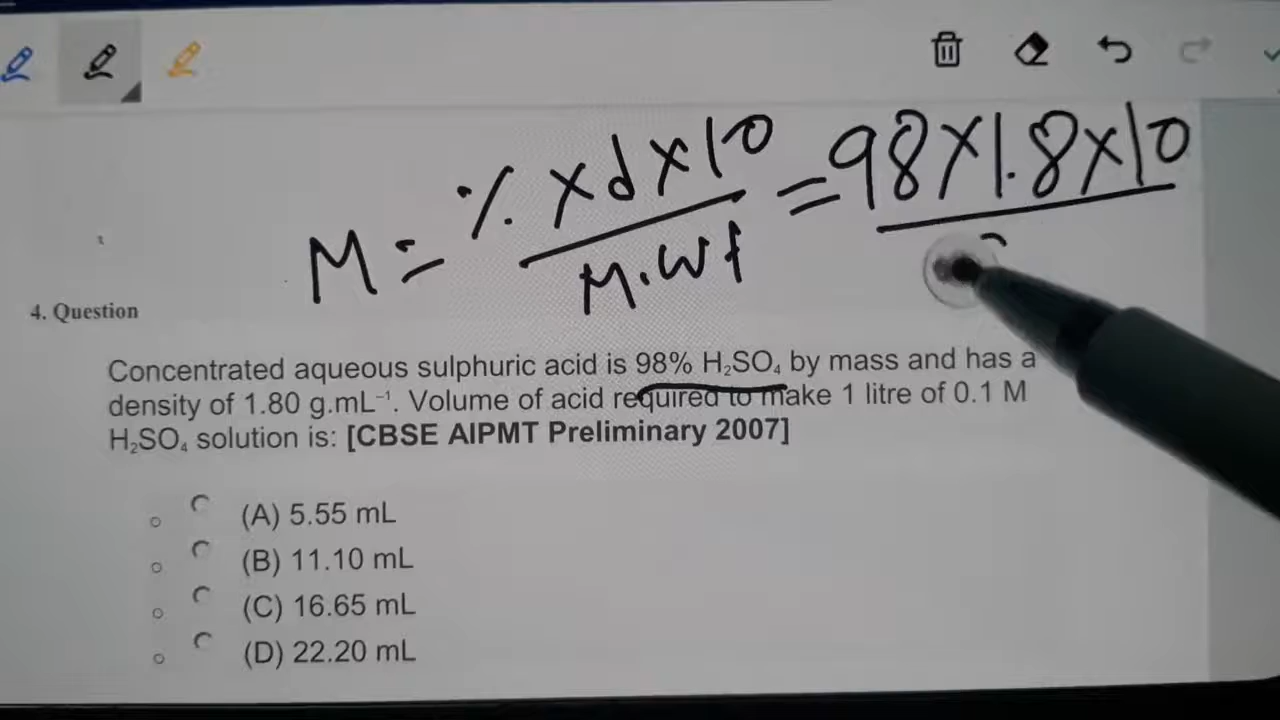 M = % x d x 10 / M.Wt = 98 x 1.8 x 10
4. Question
Concentrated aqueous sulphuric acid is 98% H₂SO₄ by mass and has a
density of 1.80 g.mL⁻¹. Volume of acid required to make 1 litre of 0.1 M
H₂SO₄ solution is: [CBSE AIPMT Preliminary 2007]
(A) 5.55 mL
(B) 11.10 mL
(C) 16.65 mL
(D) 22.20 mL